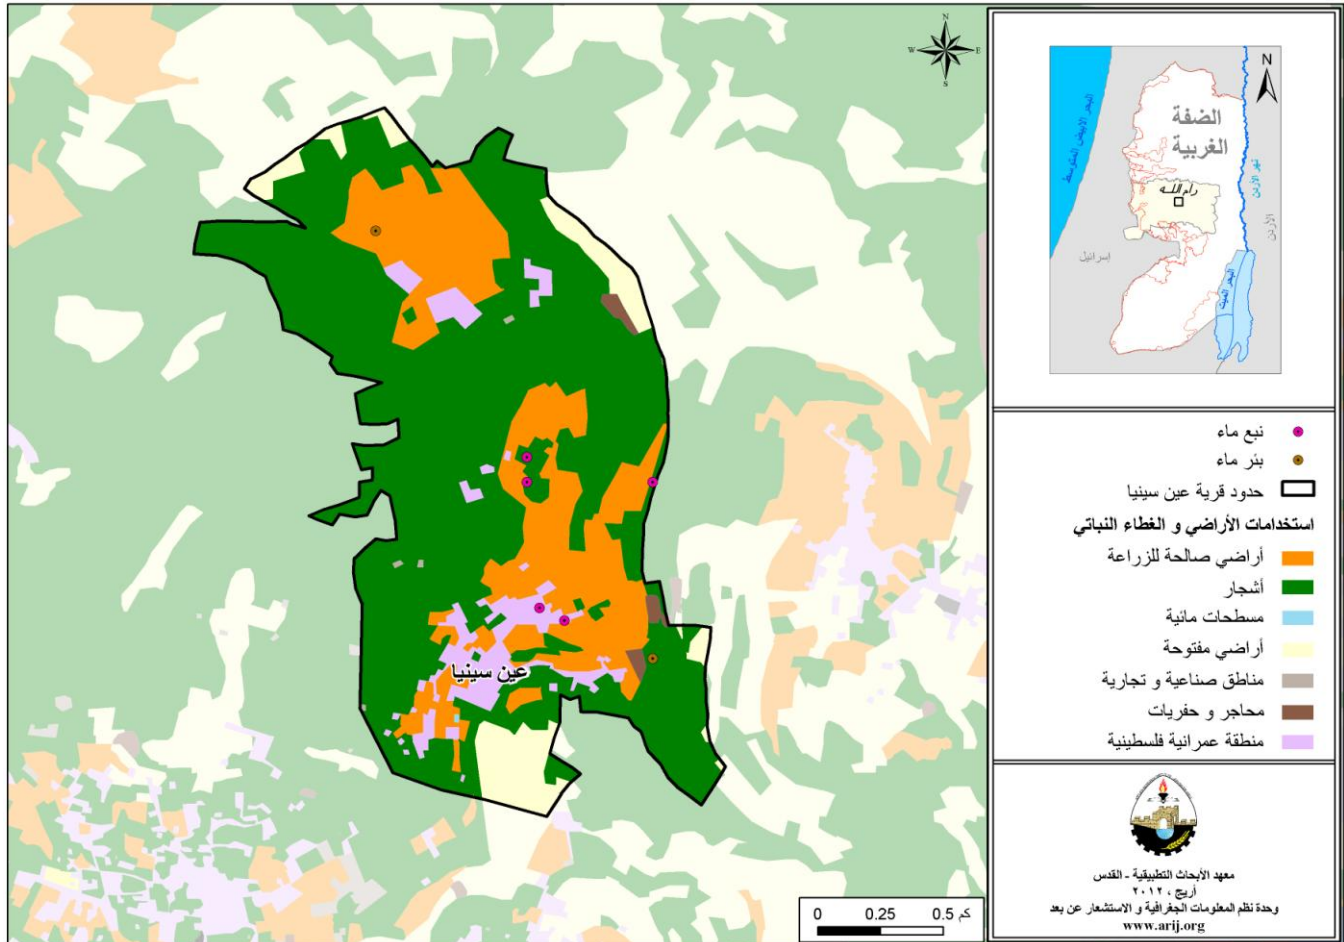 N
W E
S
N
البحر الأبيض المتوسط
الضفة
الغربية
رام الله
نهر الأردن
الأردن
إسرائيل
البحر الميت
نبع ماء
بئر ماء
حدود قرية عين سينيا
استخدامات الأراضي و الغطاء النباتي
أراضي صالحة للزراعة
أشجار
مسطحات مائية
أراضي مفتوحة
مناطق صناعية و تجارية
محاجر و حفريات
منطقة عمرانية فلسطينية
عين سينيا
0 0.25 0.5 كم
معهد الأبحاث التطبيقية - القدس
أريج ، ٢٠١٢
وحدة نظم المعلومات الجغرافية و الاستشعار عن بعد
www.arij.org